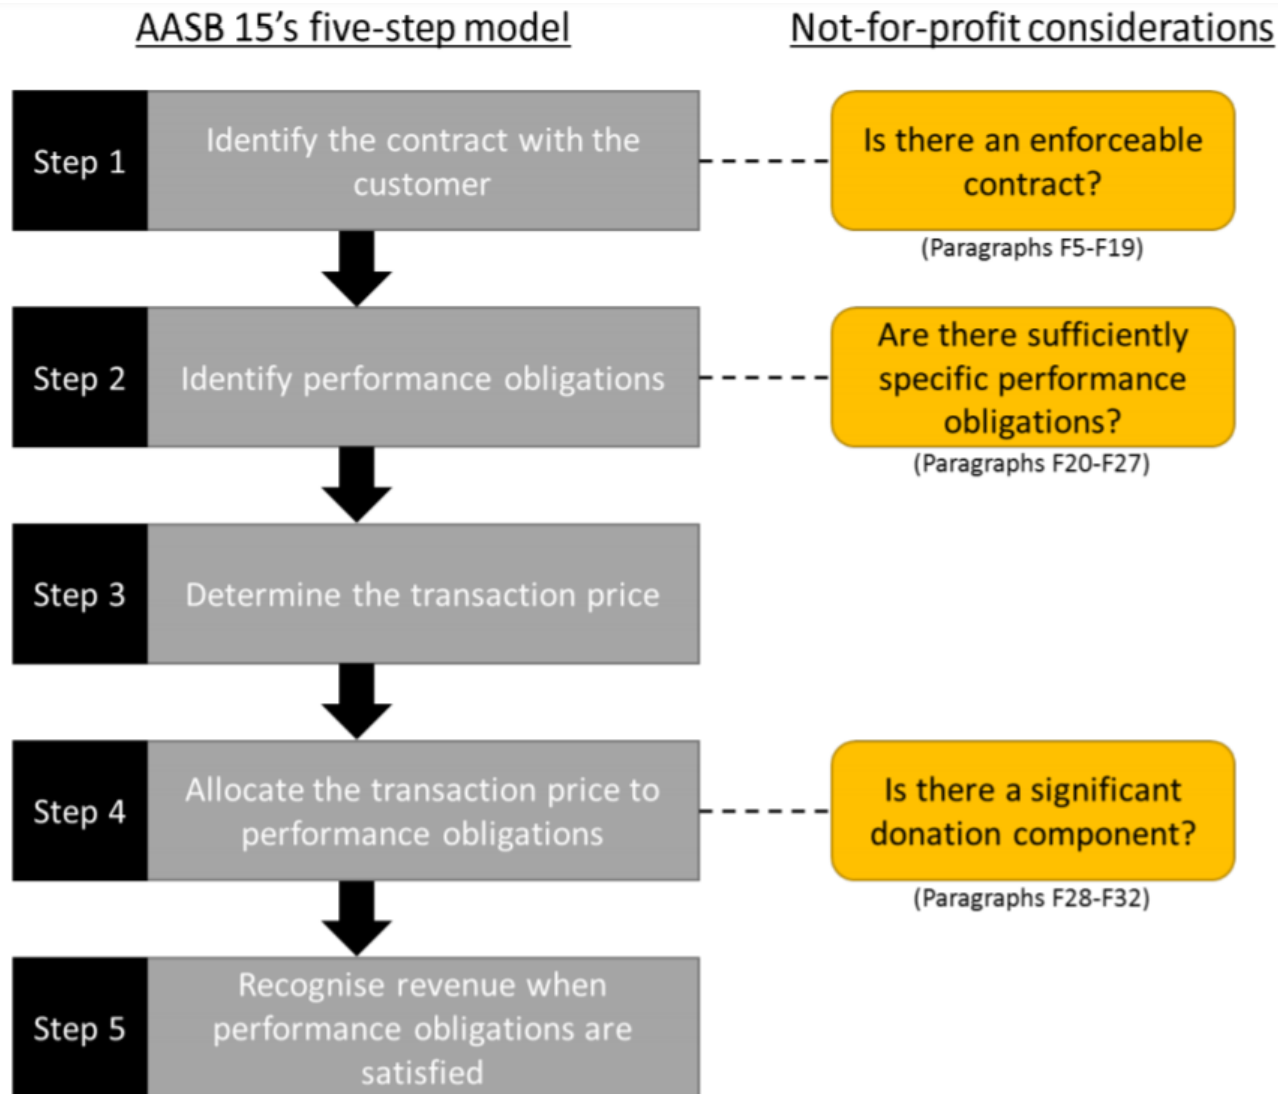 AASB 15’s five-step model
Not-for-profit considerations
Step 1
Identify the contract with the
customer
Is there an enforceable
contract?
(Paragraphs F5-F19)
Step 2
Identify performance obligations
Are there sufficiently
specific performance
obligations?
(Paragraphs F20-F27)
Step 3
Determine the transaction price
Step 4
Allocate the transaction price to
performance obligations
Is there a significant
donation component?
(Paragraphs F28-F32)
Step 5
Recognise revenue when
performance obligations are
satisfied